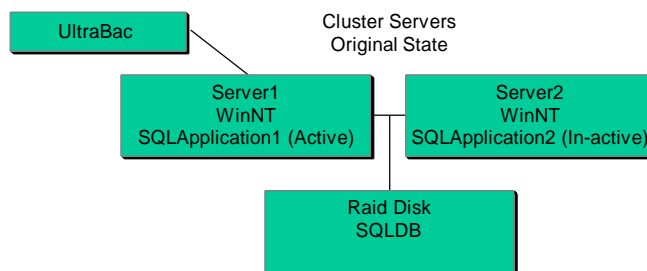 UltraBac
Cluster Servers
Original State
Server1
WinNT
SQLApplication1 (Active)
Server2
WinNT
SQLApplication2 (In-active)
Raid Disk
SQLDB